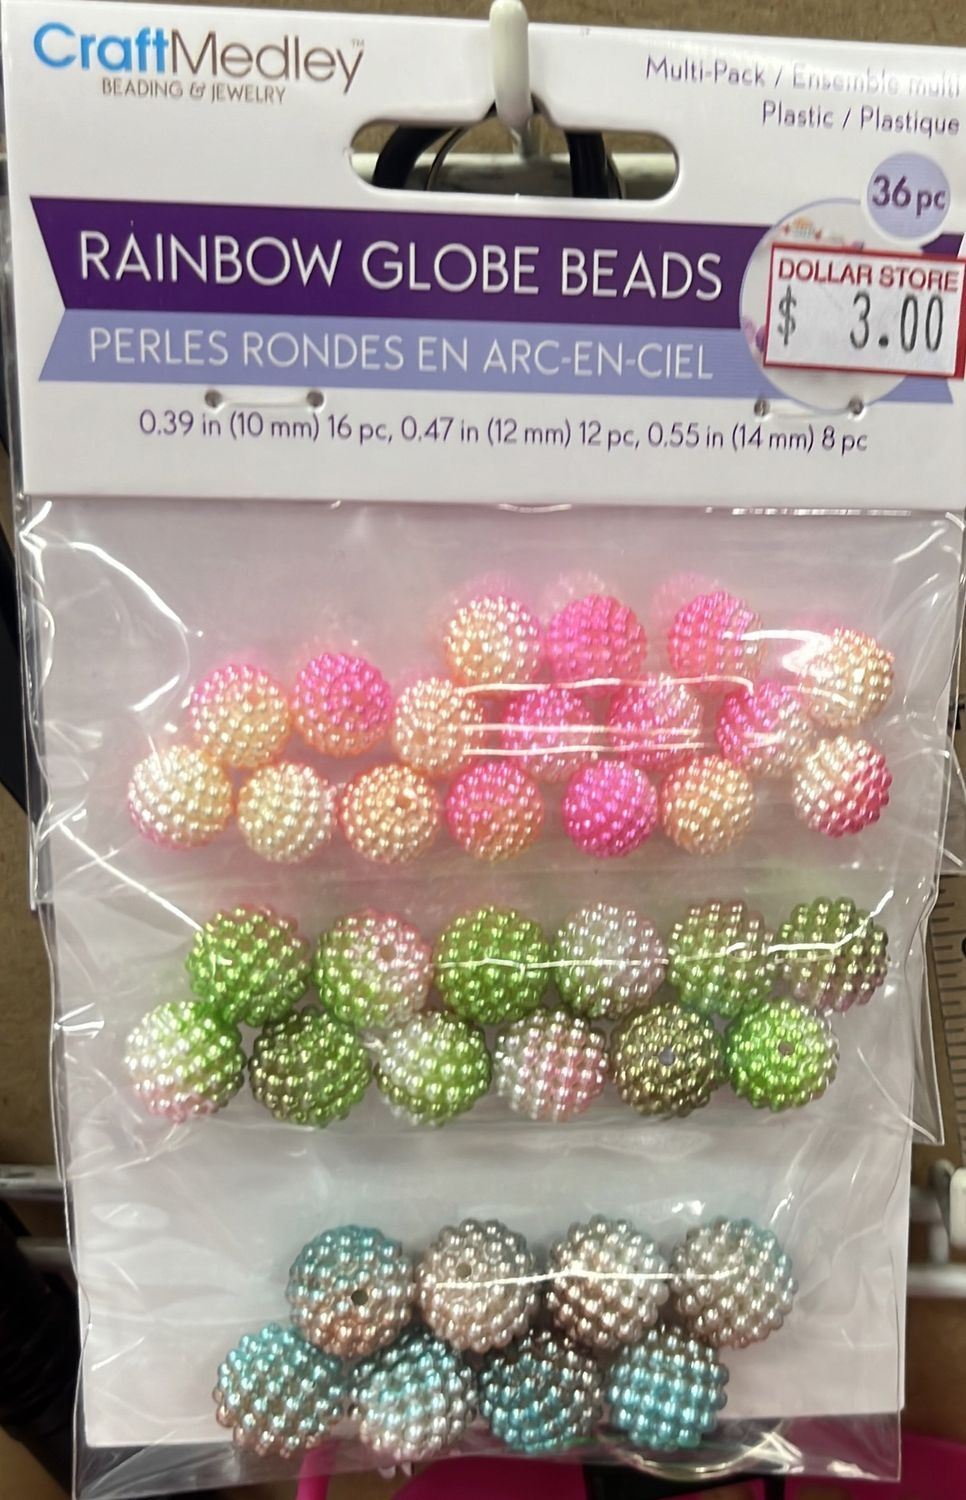 CraftMedley™
BEADING & JEWELRY
Multi-Pack / Ensemble multi
Plastic / Plastique
36 pc
RAINBOW GLOBE BEADS
DOLLAR STORE
$ 3.00
PERLES RONDES EN ARC-EN-CIEL
0.39 in (10 mm) 16 pc, 0.47 in (12 mm) 12 pc, 0.55 in (14 mm) 8 pc